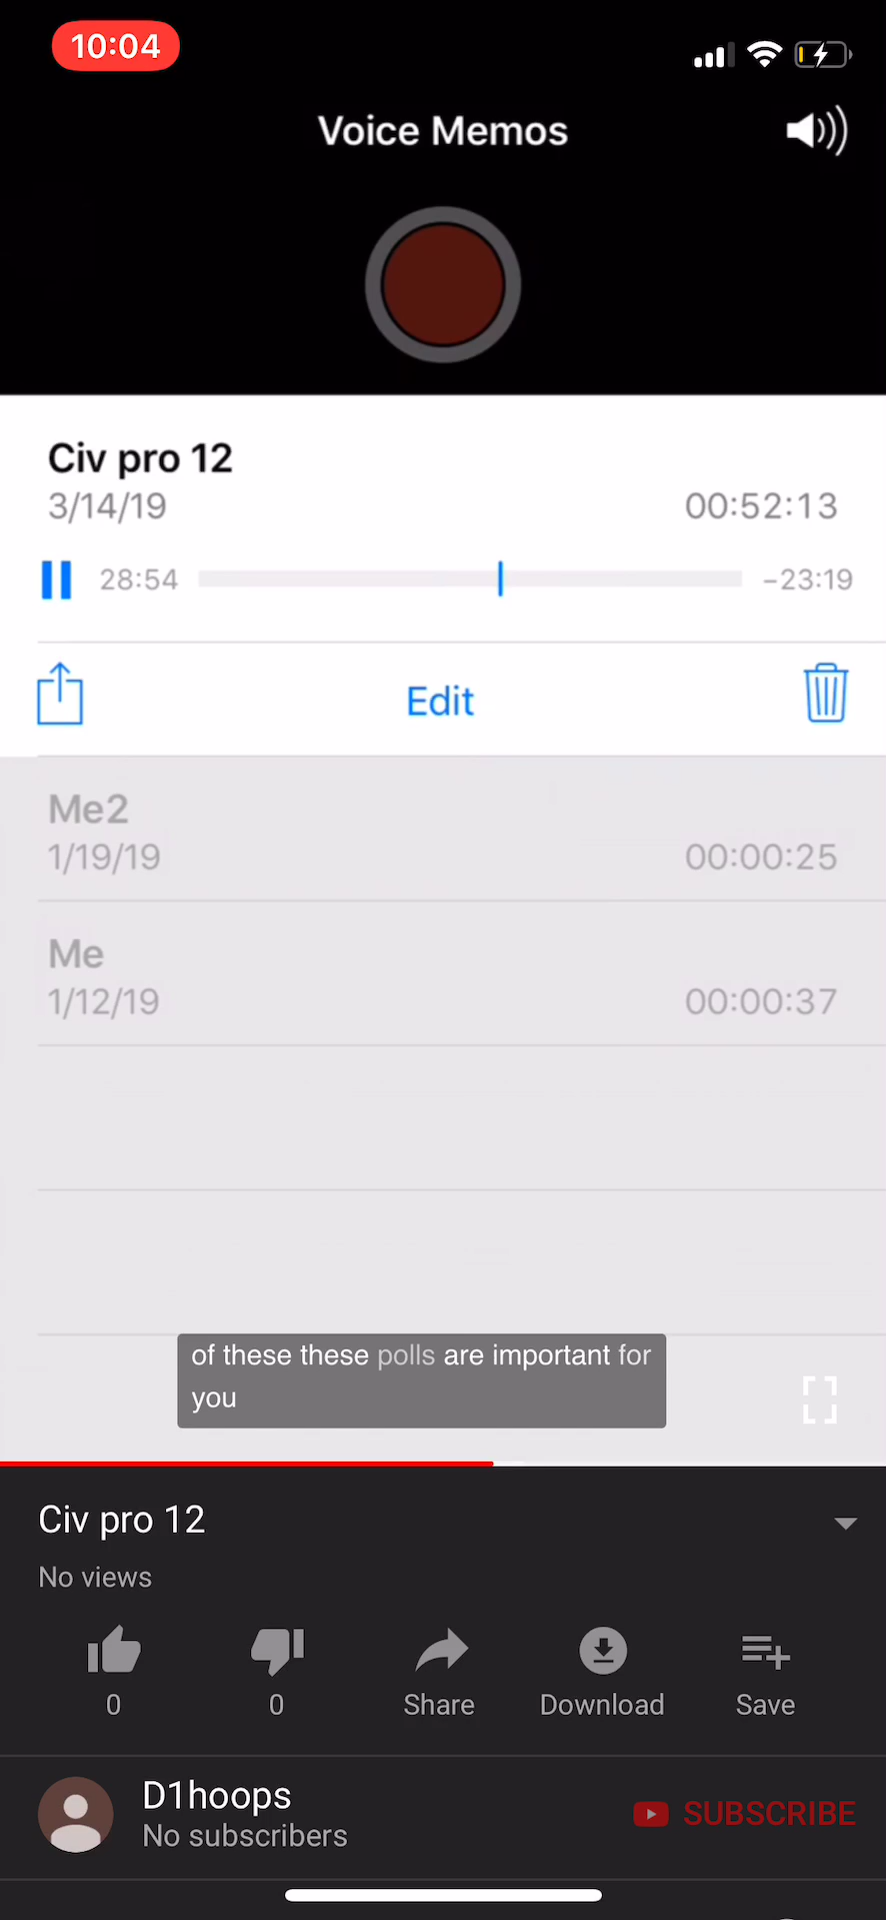 10:04
Voice Memos
Civ pro 12
3/14/19 00:52:13
28:54 -23:19
Edit
Me2
1/19/19 00:00:25
Me
1/12/19 00:00:37
of these these polls are important for
you
Civ pro 12
No views
0 0 Share Download Save
D1hoops
No subscribers
SUBSCRIBE